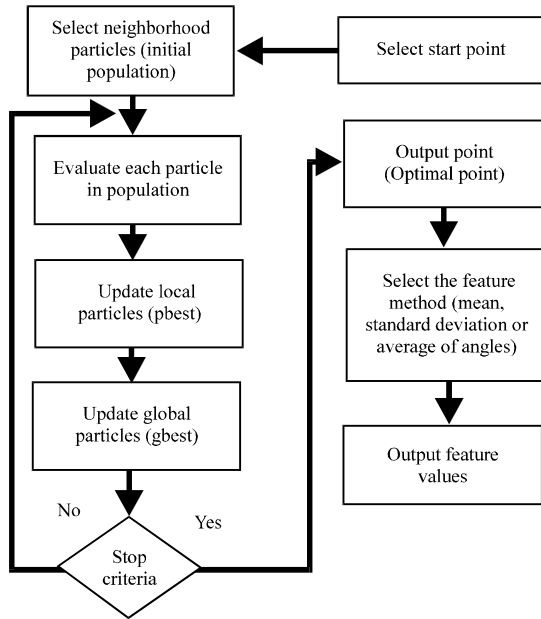 Select neighborhood
particles (initial
population)
Select start point
Evaluate each particle
in population
Update local
particles (pbest)
Update global
particles (gbest)
No
Yes
Stop
criteria
Output point
(Optimal point)
Select the feature
method (mean,
standard deviation or
average of angles)
Output feature
values